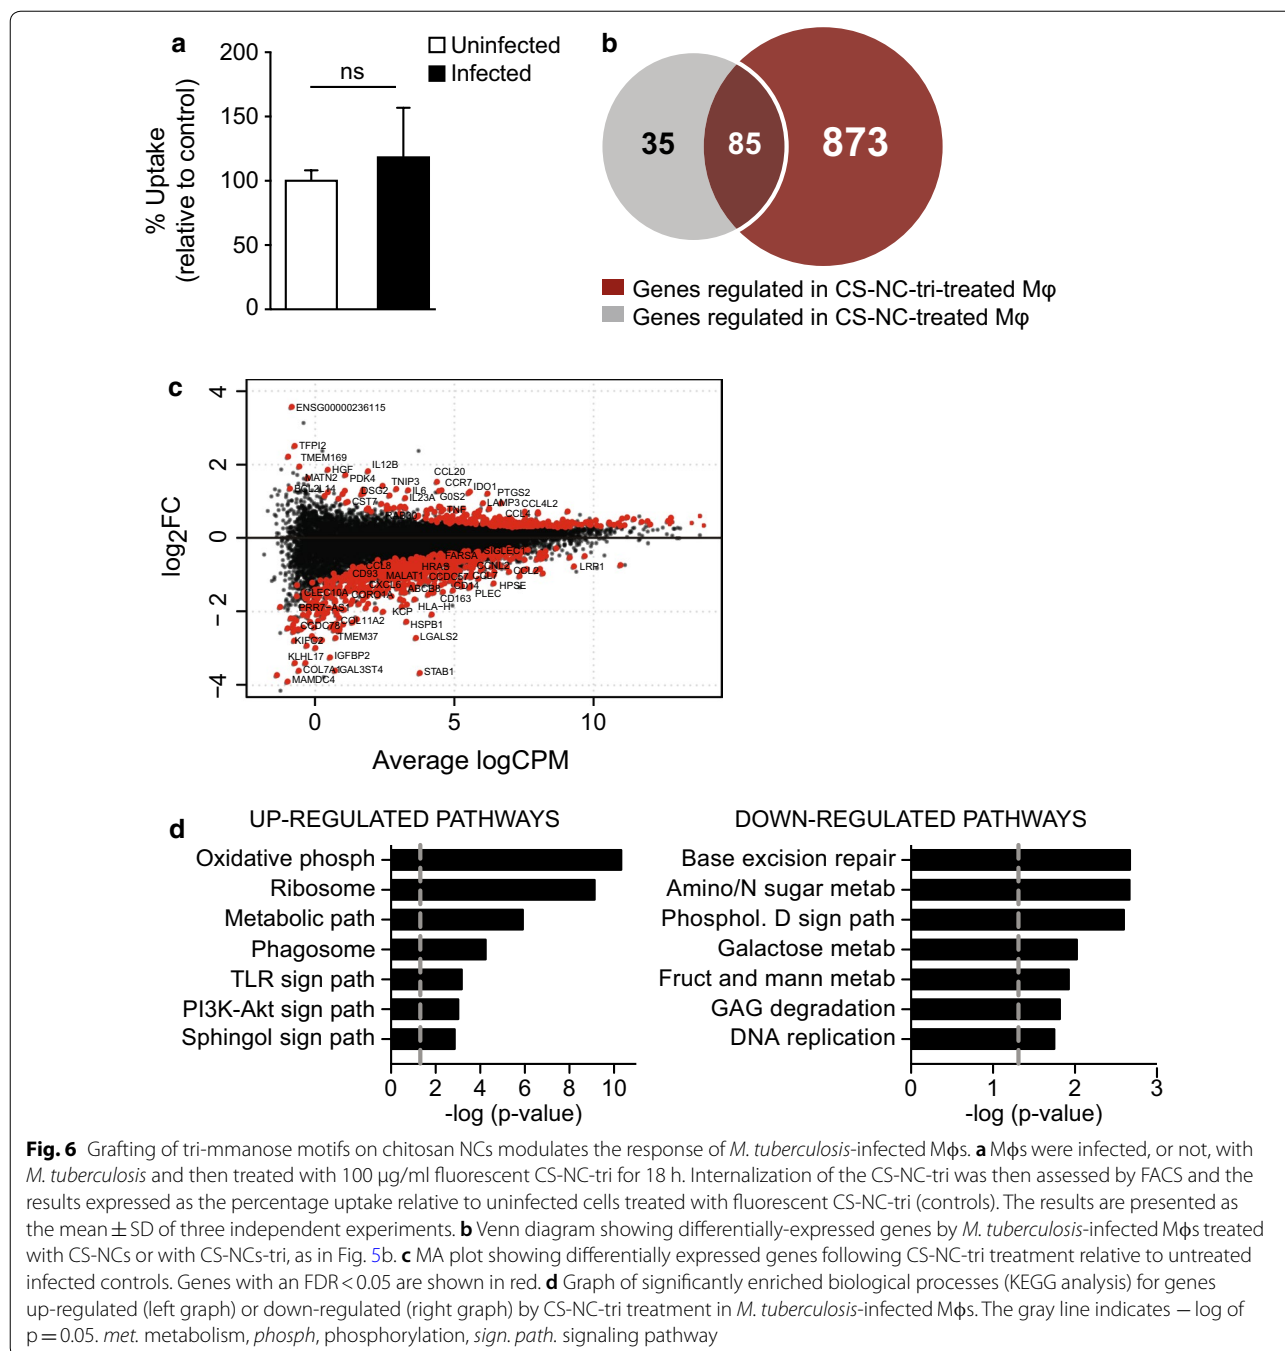 a
200
150
100
50
0
% Uptake
(relative to control)
ns
Uninfected
Infected
b
35
85
873
Genes regulated in CS-NC-tri-treated Mφ
Genes regulated in CS-NC-treated Mφ
c
4
2
0
−2
−4
log2FC
ENSG00000236115
TFPI2
TMEM169
HGF
IL12B
MATN2
PDK4
BCL2L14
DSG2
TNIP3
CCL20
CCR7
IDO1
PTGS2
CST7
IL6
IL23A
G0S2
LAMP3
CCL4L2
TNF
CCL4
RAB30
SIGLEC1
FARSA
CCL8
HRAS
CCNL2
CCL2
LRP1
CD93
MALAT1
CCDC57
CCL7
CXCL6
ABCB8
CD14
HPSE
CLEC10A
CORO1A
CD163
PLEC
PRR7−AS1
KCP
HLA−H
CCDC78
COL11A2
HSPB1
KIFC2
TMEM37
LGALS2
KLHL17
IGFBP2
COL7A1
GAL3ST4
STAB1
MAMDC4
0
5
10
Average logCPM
d
UP-REGULATED PATHWAYS
Oxidative phosph
Ribosome
Metabolic path
Phagosome
TLR sign path
PI3K-Akt sign path
Sphingol sign path
0 2 4 6 8 10
-log (p-value)
DOWN-REGULATED PATHWAYS
Base excision repair
Amino/N sugar metab
Phosphol. D sign path
Galactose metab
Fruct and mann metab
GAG degradation
DNA replication
0 1 2 3
-log (p-value)
Fig. 6 Grafting of tri-mmanose motifs on chitosan NCs modulates the response of M. tuberculosis-infected Mϕs. a Mϕs were infected, or not, with
M. tuberculosis and then treated with 100 µg/ml fluorescent CS-NC-tri for 18 h. Internalization of the CS-NC-tri was then assessed by FACS and the
results expressed as the percentage uptake relative to uninfected cells treated with fluorescent CS-NC-tri (controls). The results are presented as
the mean ± SD of three independent experiments. b Venn diagram showing differentially-expressed genes by M. tuberculosis-infected Mϕs treated
with CS-NCs or with CS-NCs-tri, as in Fig. 5b. c MA plot showing differentially expressed genes following CS-NC-tri treatment relative to untreated
infected controls. Genes with an FDR < 0.05 are shown in red. d Graph of significantly enriched biological processes (KEGG analysis) for genes
up-regulated (left graph) or down-regulated (right graph) by CS-NC-tri treatment in M. tuberculosis-infected Mϕs. The gray line indicates − log of
p = 0.05. met. metabolism, phosph, phosphorylation, sign. path. signaling pathway